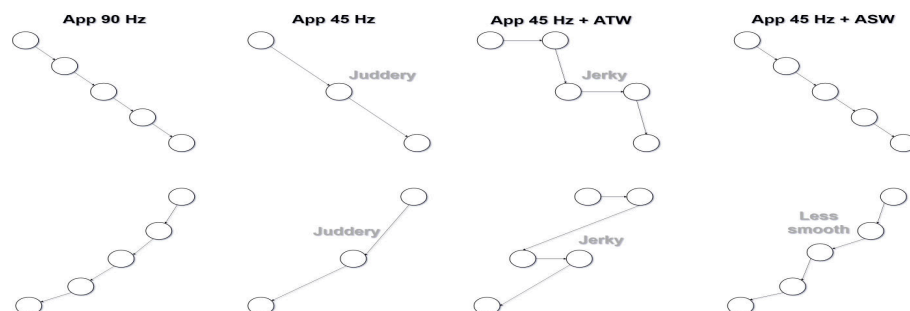 App 90 Hz
App 45 Hz
App 45 Hz + ATW
App 45 Hz + ASW
Juddery
Jerky
Juddery
Jerky
Less
smooth